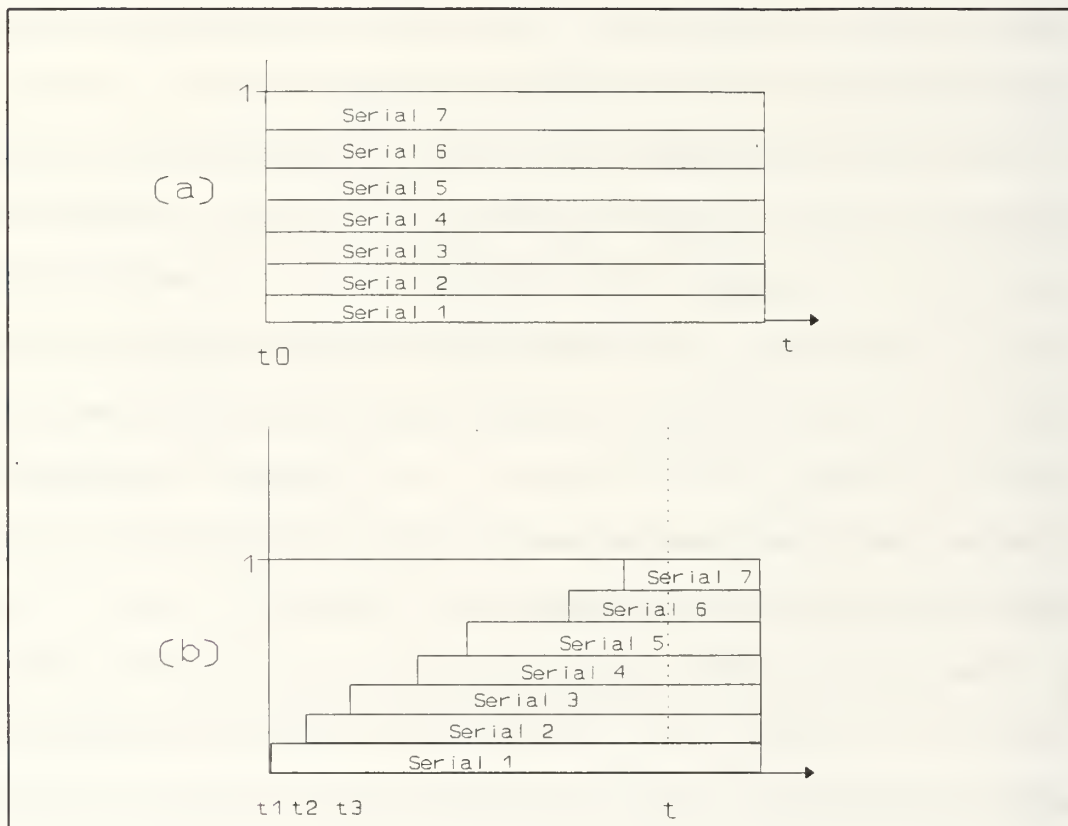 1
Serial 7
Serial 6
(a)
Serial 5
Serial 4
Serial 3
Serial 2
Serial 1
t0
t
1
Serial 7
Serial 6
(b)
Serial 5
Serial 4
Serial 3
Serial 2
Serial 1
t1 t2 t3 t